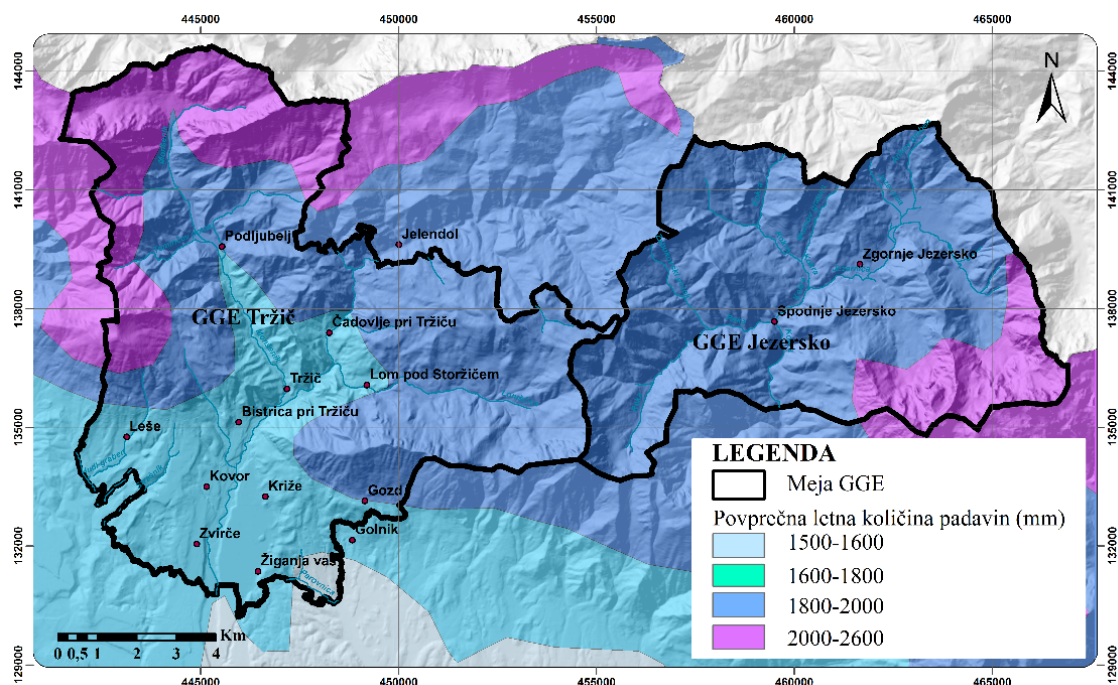 445000 450000 455000 460000 465000
144000 144000
N
141000 141000
Podljubelj
Jelendol
Zgornje Jezersko
138000 138000
GGE Tržič
Čadovlje pri Tržiču
Spodnje Jezersko
GGE Jezersko
Tržič
Lom pod Storžičem
Bistrica pri Tržiču
135000 135000
Leše
Kovor
Križe
Gozd
Golnik
Zvirče
132000 132000
Žiganja vas
Parovnica
LEGENDA
Meja GGE
Povprečna letna količina padavin (mm)
1500-1600
1600-1800
1800-2000
2000-2600
Km
0 0,5 1 2 3 4
129000 129000
445000 450000 455000 460000 465000